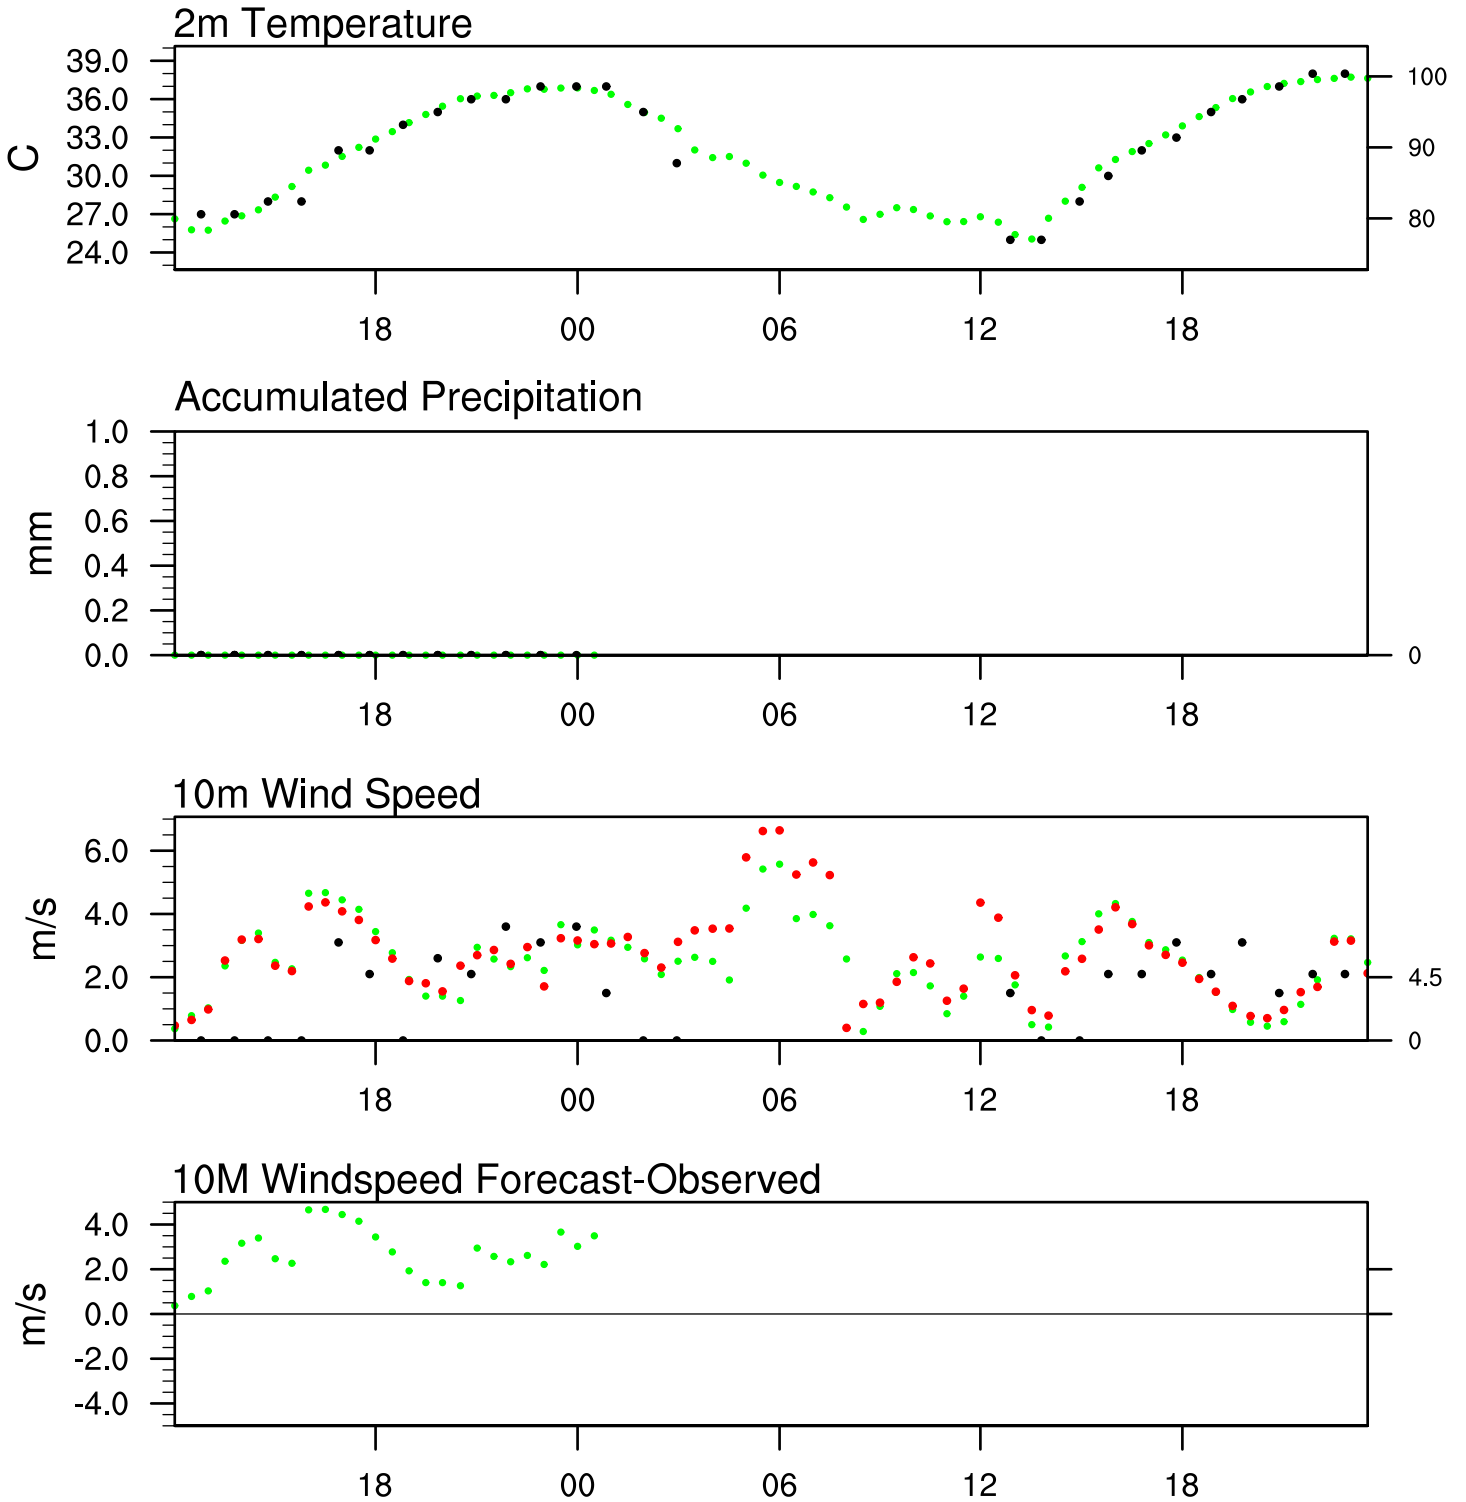 2m Temperature
39.0
36.0
33.0
30.0
27.0
24.0
C
100
90
80
18 00 06 12 18
Accumulated Precipitation
1.0
0.8
0.6
0.4
0.2
0.0
mm
0
18 00 06 12 18
10m Wind Speed
6.0
4.0
2.0
0.0
m/s
4.5
0
18 00 06 12 18
10M Windspeed Forecast-Observed
4.0
2.0
0.0
-2.0
-4.0
m/s
18 00 06 12 18